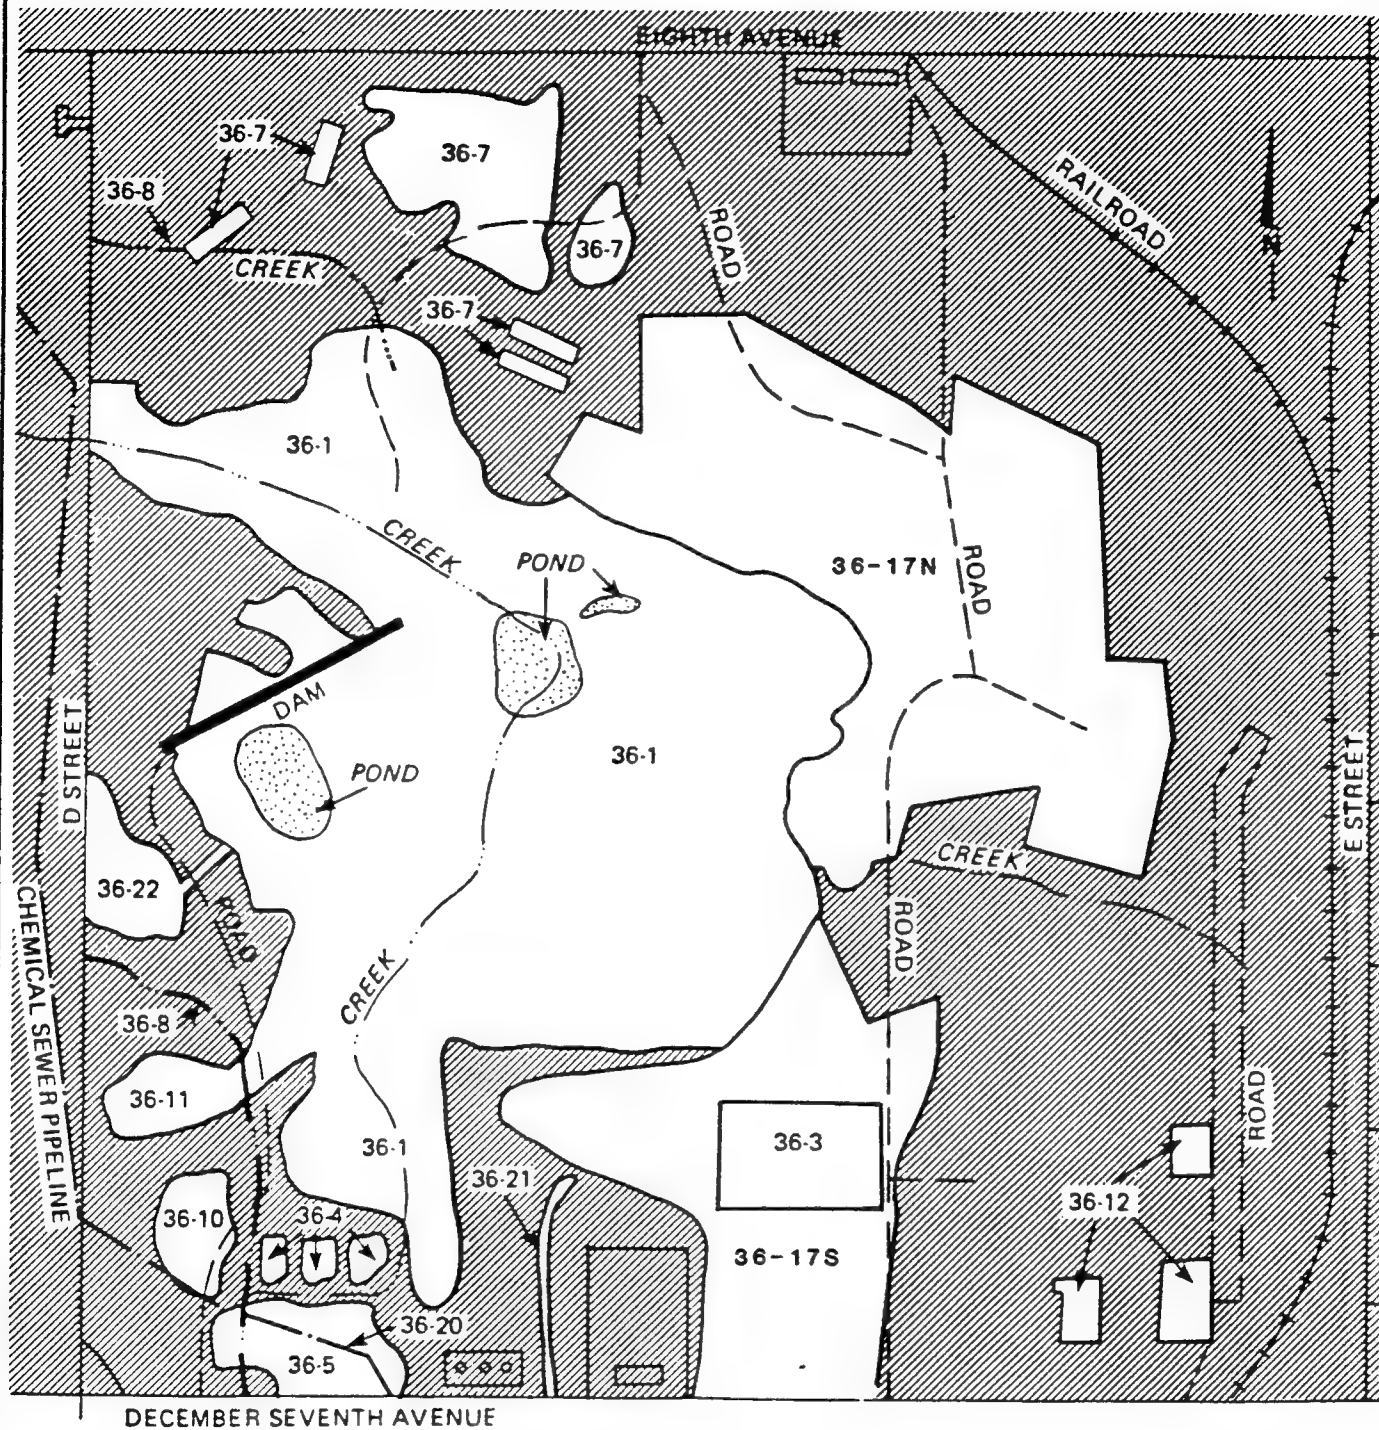 EIGHTH AVENUE
36-7
36-7
36-8
RAILROAD
ROAD
N
36-7
CREEK
36-7
36-1
CREEK
POND
36-17N
ROAD
DAM
D STREET
36-1
POND
E STREET
CREEK
36-22
ROAD
ROAD
CHEMICAL SEWER PIPELINE
CREEK
36-8
36-11
ROAD
36-1
36-3
36-21
36-12
36-10
36-4
36-17S
36-20
36-5
DECEMBER SEVENTH AVENUE